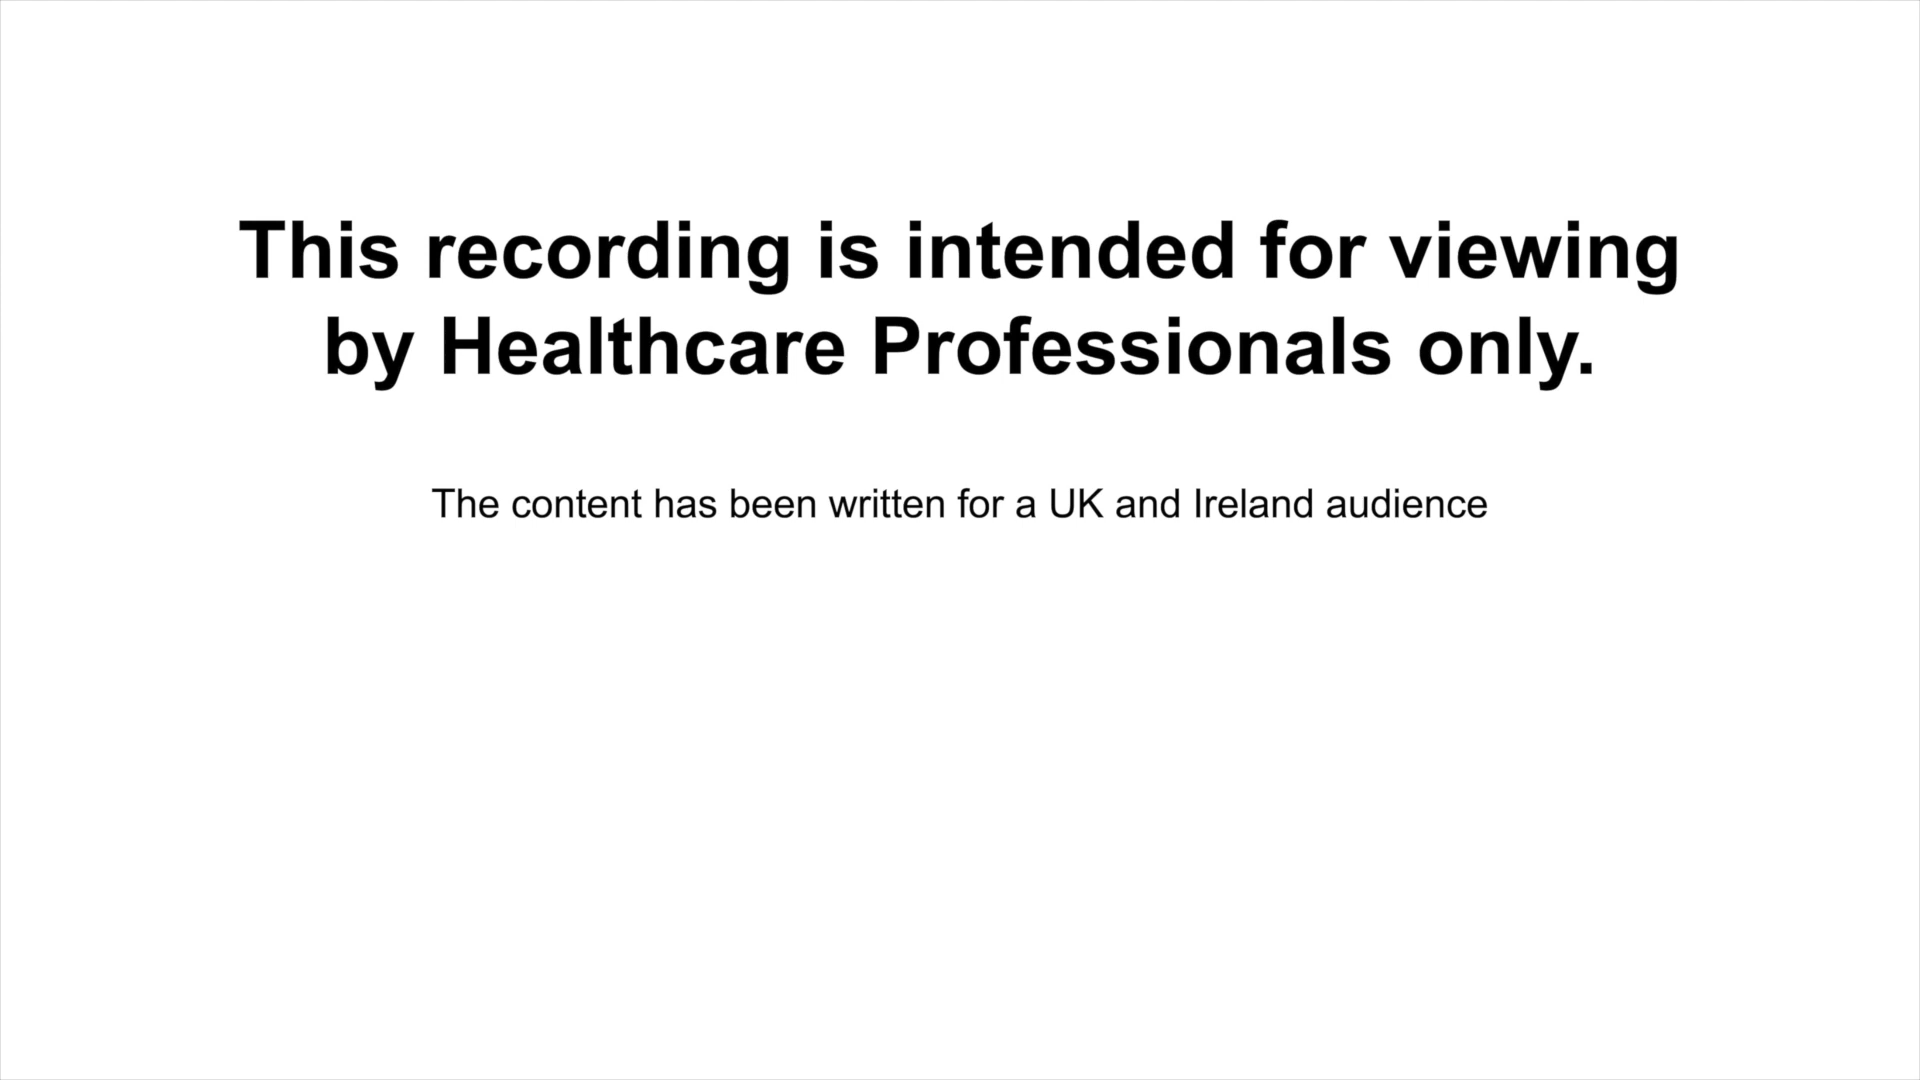 This recording is intended for viewing
by Healthcare Professionals only.
The content has been written for a UK and Ireland audience